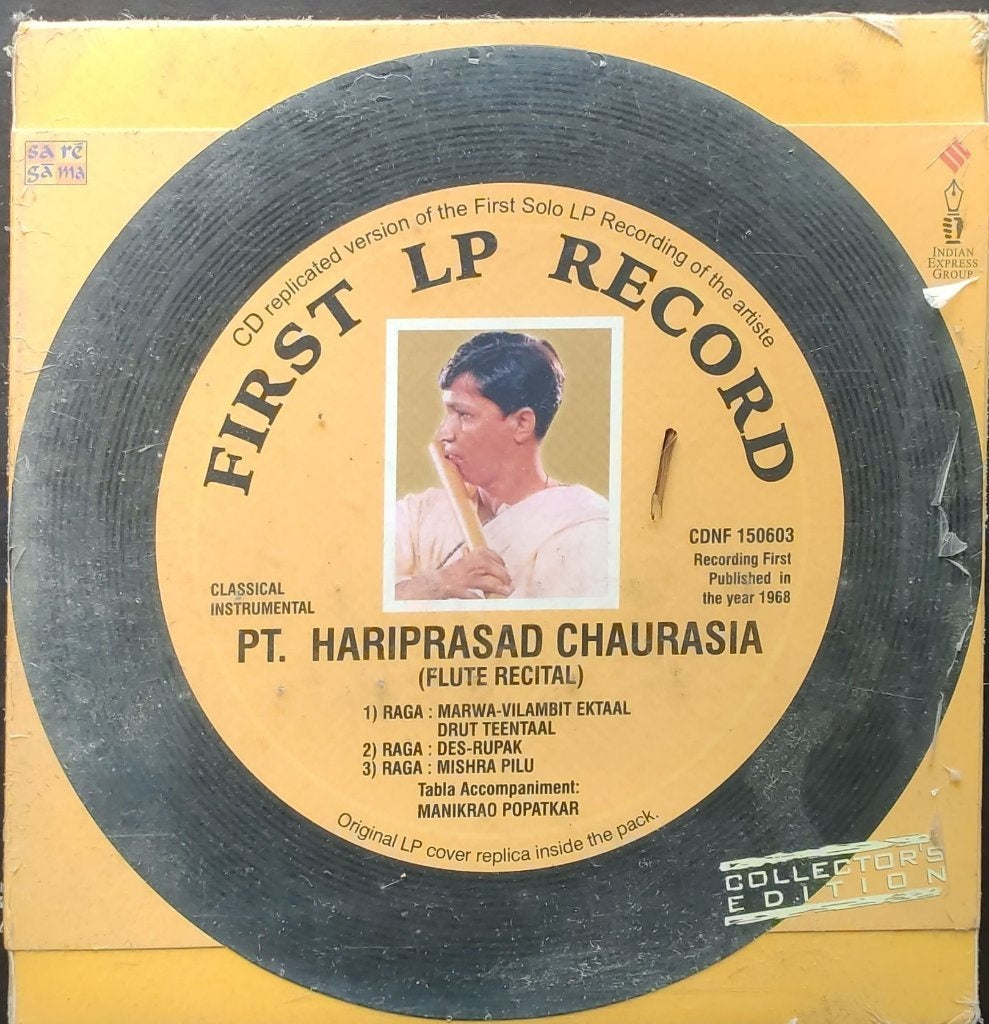 sa rē
gā ma
INDIAN
EXPRESS
GROUP
CD replicated version of the First Solo LP Recording of the artiste
FIRST LP RECORD
CDNF 150603
Recording First
Published in
the year 1968
CLASSICAL
INSTRUMENTAL
PT. HARIPRASAD CHAURASIA
(FLUTE RECITAL)
1) RAGA : MARWA-VILAMBIT EKTAAL
DRUT TEENTAAL
2) RAGA : DES-RUPAK
3) RAGA : MISHRA PILU
Tabla Accompaniment:
MANIKRAO POPATKAR
Original LP cover replica inside the pack.
COLLECTOR'S
EDITION